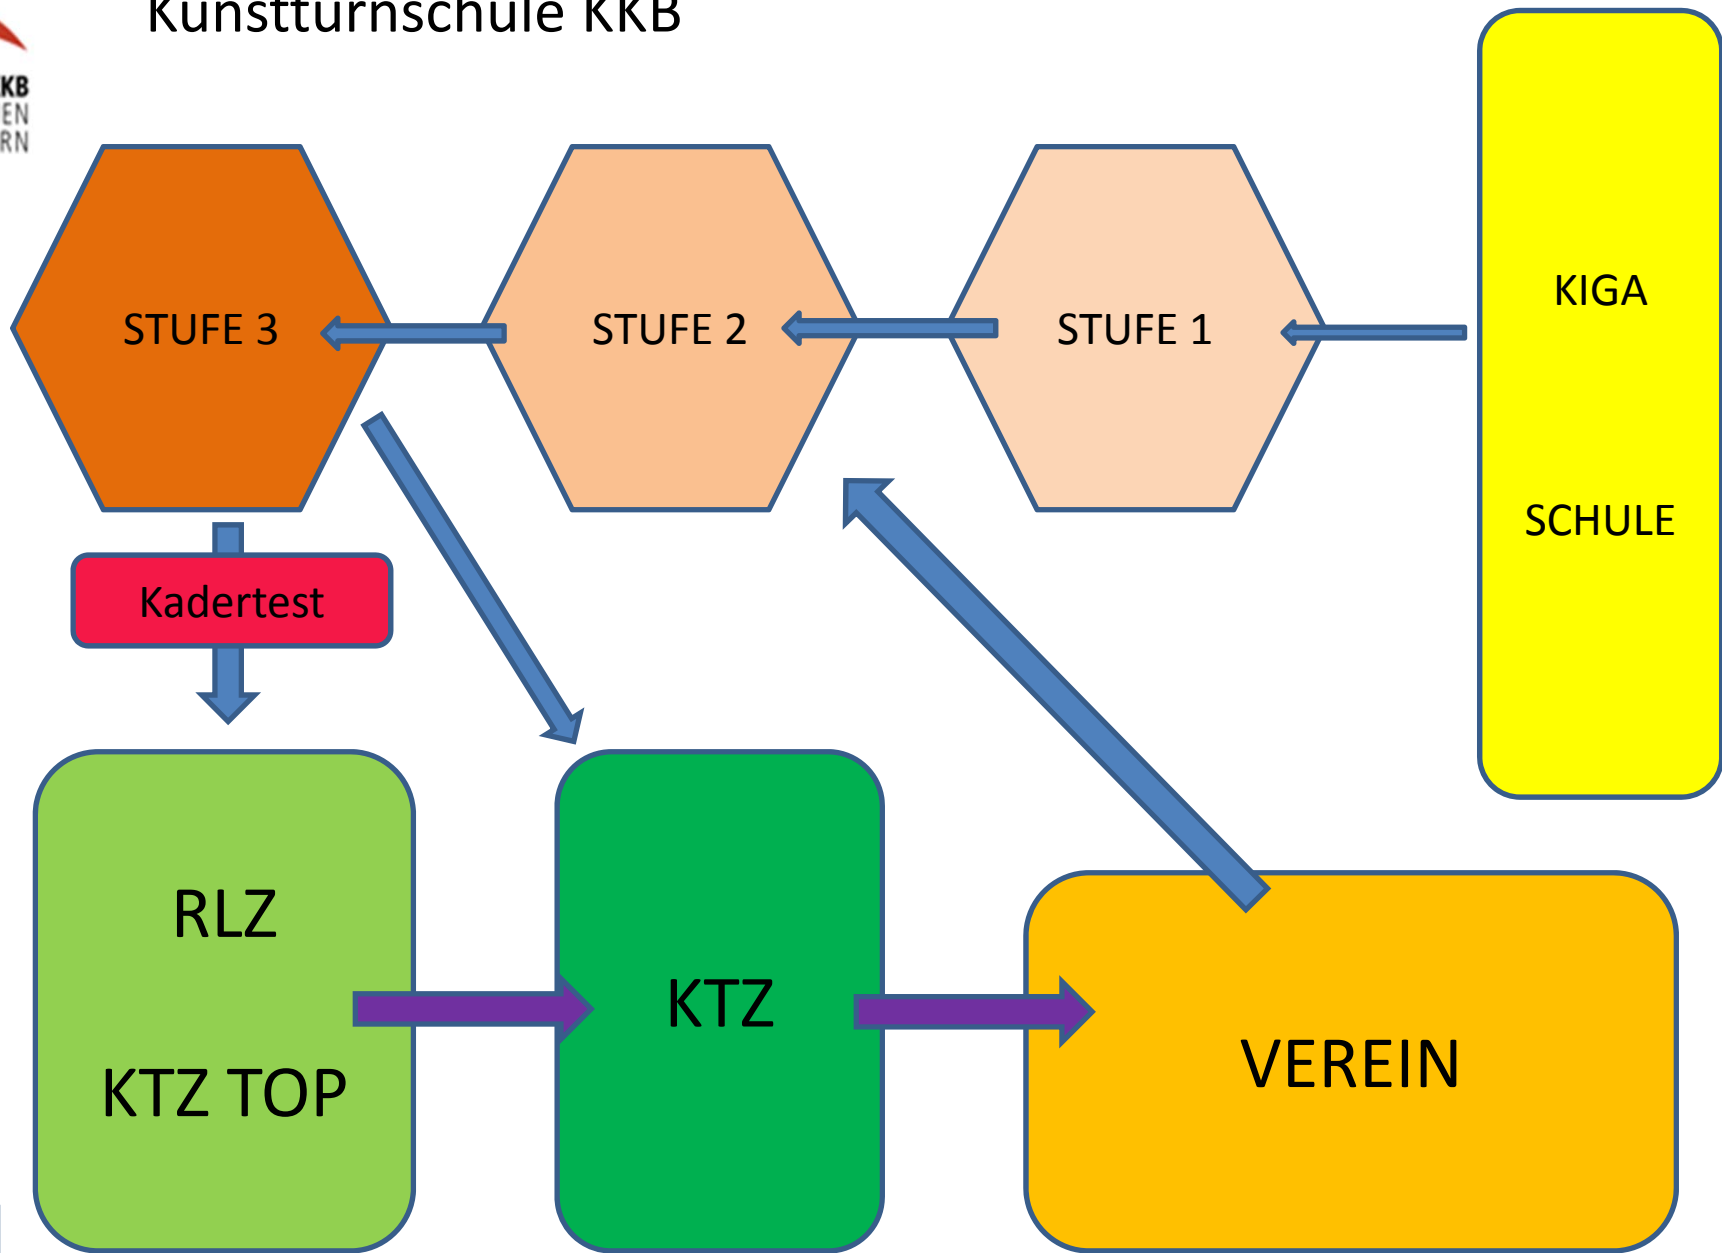 Kunstturnschule KKB
KB
EN
RN
KIGA
SCHULE
STUFE 3
STUFE 2
STUFE 1
Kadertest
RLZ
KTZ TOP
KTZ
VEREIN